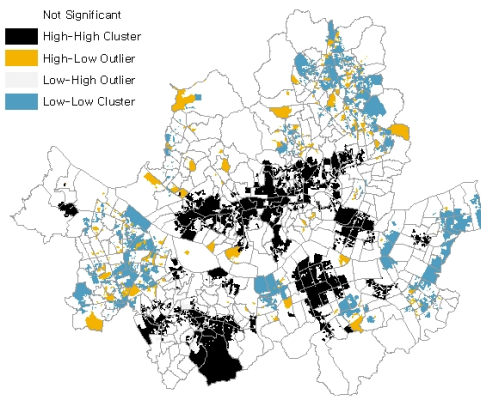 Not Significant
High-High Cluster
High-Low Outlier
Low-High Outlier
Low-Low Cluster